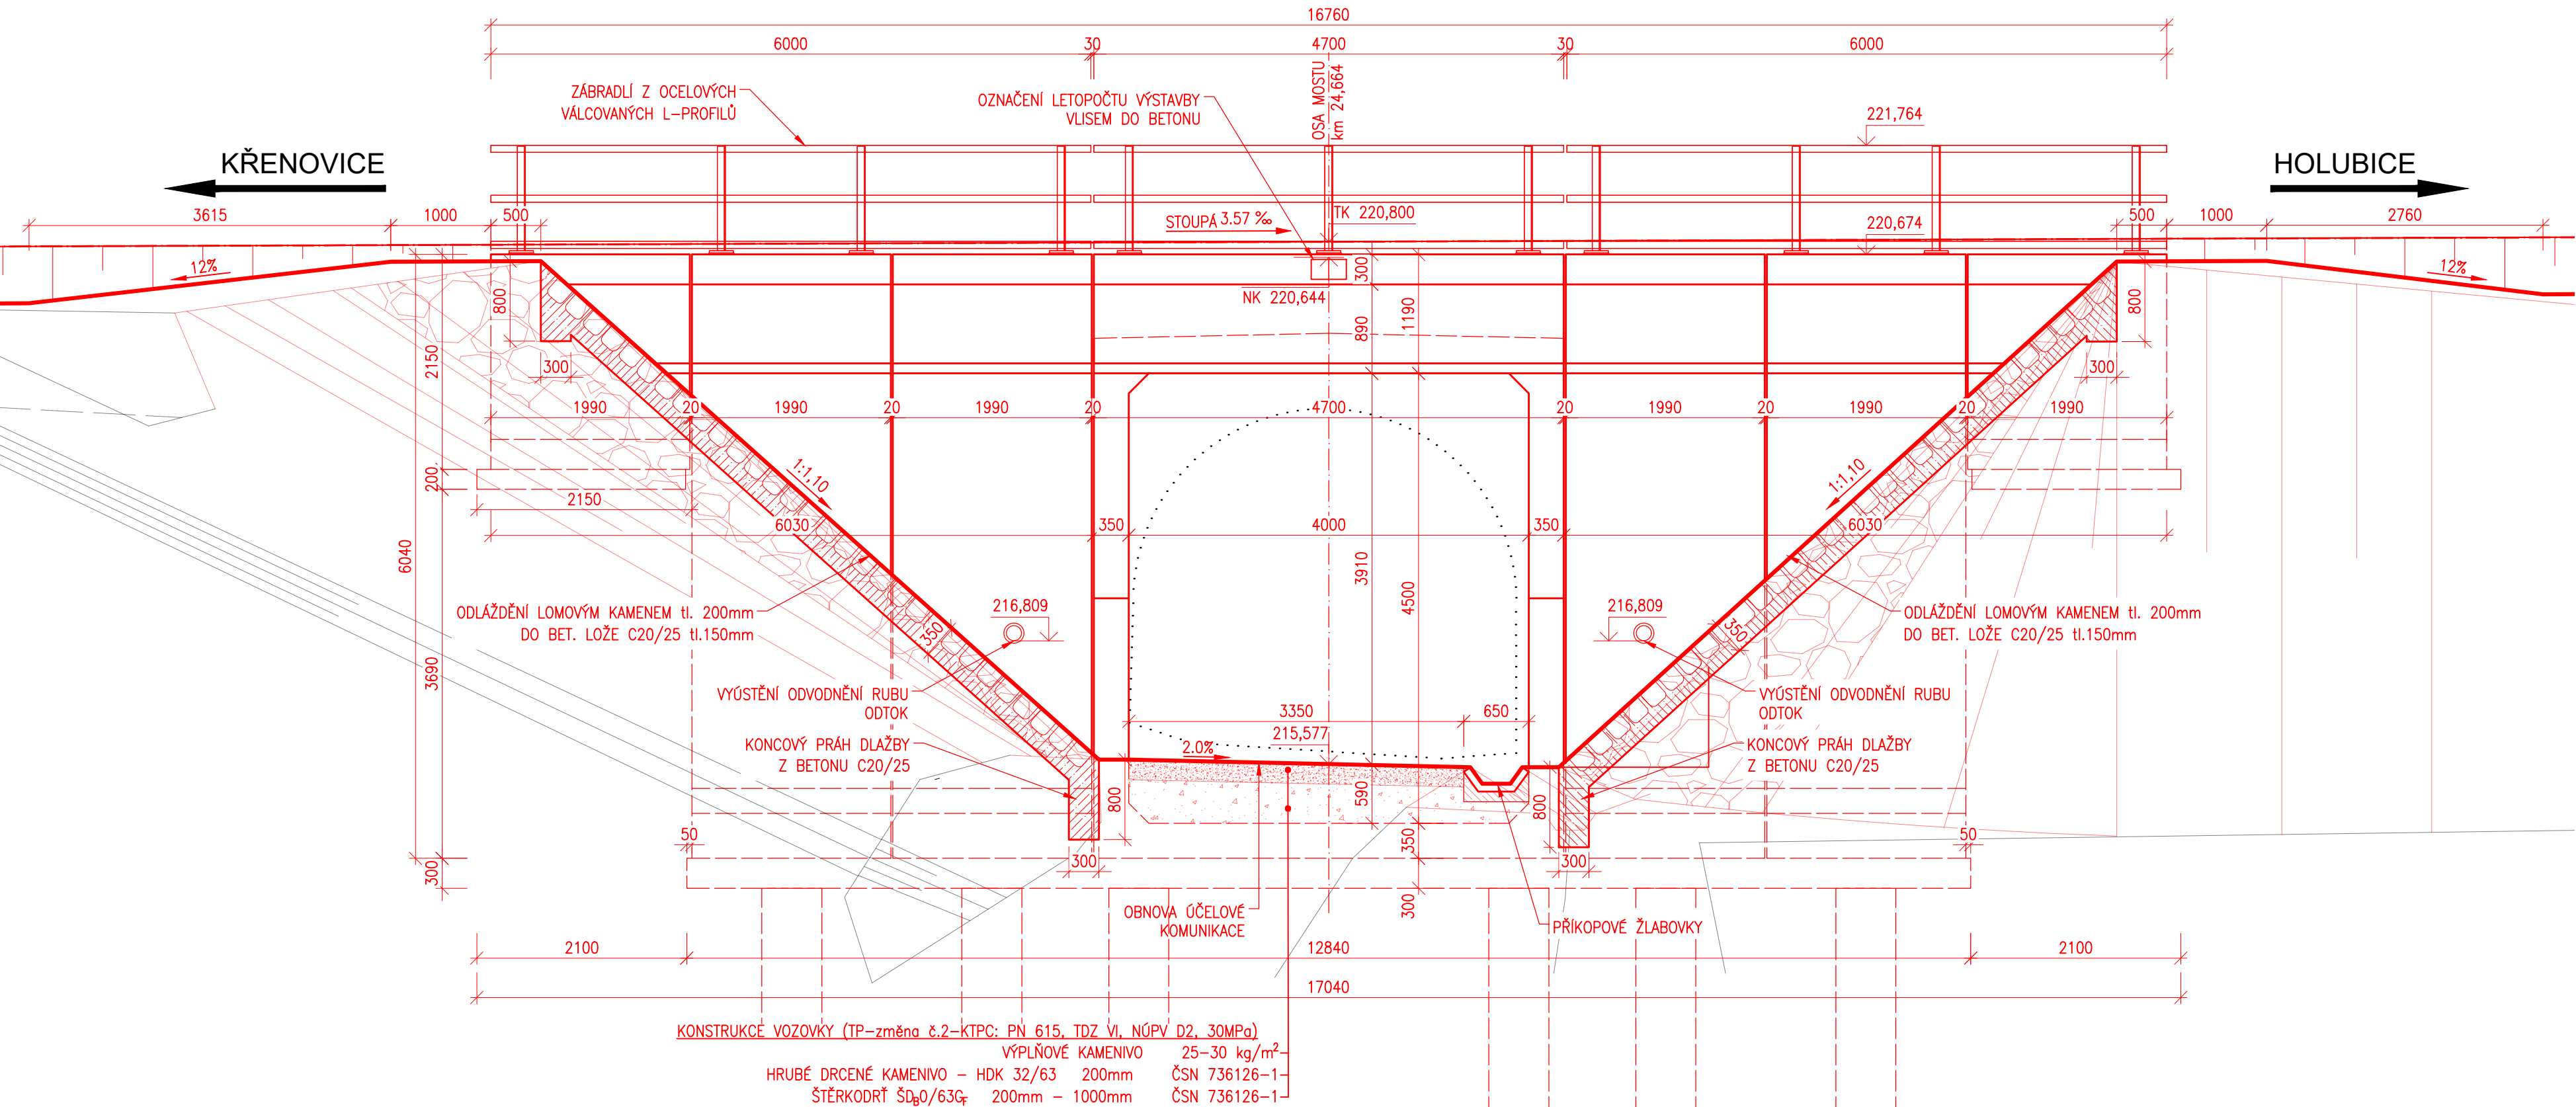 16760
6000
30
4700
30
6000
ZÁBRADLÍ Z OCELOVÝCH
VÁLCOVANÝCH L-PROFILŮ
OZNAČENÍ LETOPOČTU VÝSTAVBY
VLISEM DO BETONU
OSA MOSTU
km 24,664
221,764
KŘENOVICE
HOLUBICE
3615
1000
500
STOUPÁ 3.57 ‰
TK 220,800
220,674
500
1000
2760
12%
12%
800
300
NK 220,644
1190
890
800
2150
300
300
1990
20
1990
20
1990
20
4700
20
1990
20
1990
20
1990
200
1:1,10
1:1,10
2150
6030
350
4000
350
6030
6040
3910
4500
ODLÁŽDĚNÍ LOMOVÝM KAMENEM tl. 200mm
DO BET. LOŽE C20/25 tl.150mm
216,809
216,809
ODLÁŽDĚNÍ LOMOVÝM KAMENEM tl. 200mm
DO BET. LOŽE C20/25 tl.150mm
350
350
3690
VYÚSTĚNÍ ODVODNĚNÍ RUBU
ODTOK
VYÚSTĚNÍ ODVODNĚNÍ RUBU
ODTOK
3350
650
215,577
2.0%
KONCOVÝ PRÁH DLAŽBY
Z BETONU C20/25
KONCOVÝ PRÁH DLAŽBY
Z BETONU C20/25
800
590
800
50
350
50
300
300
300
300
OBNOVA ÚČELOVÉ
KOMUNIKACE
PŘÍKOPOVÉ ŽLABOVKY
2100
12840
2100
17040
KONSTRUKCE VOZOVKY (TP-změna č.2-KTPC: PN 615, TDZ VI, NÚPV D2, 30MPa)
VÝPLŇOVÉ KAMENIVO 25-30 kg/m²
HRUBÉ DRCENÉ KAMENIVO - HDK 32/63 200mm ČSN 736126-1
ŠTĚRKODRŤ ŠDB0/63GF 200mm - 1000mm ČSN 736126-1